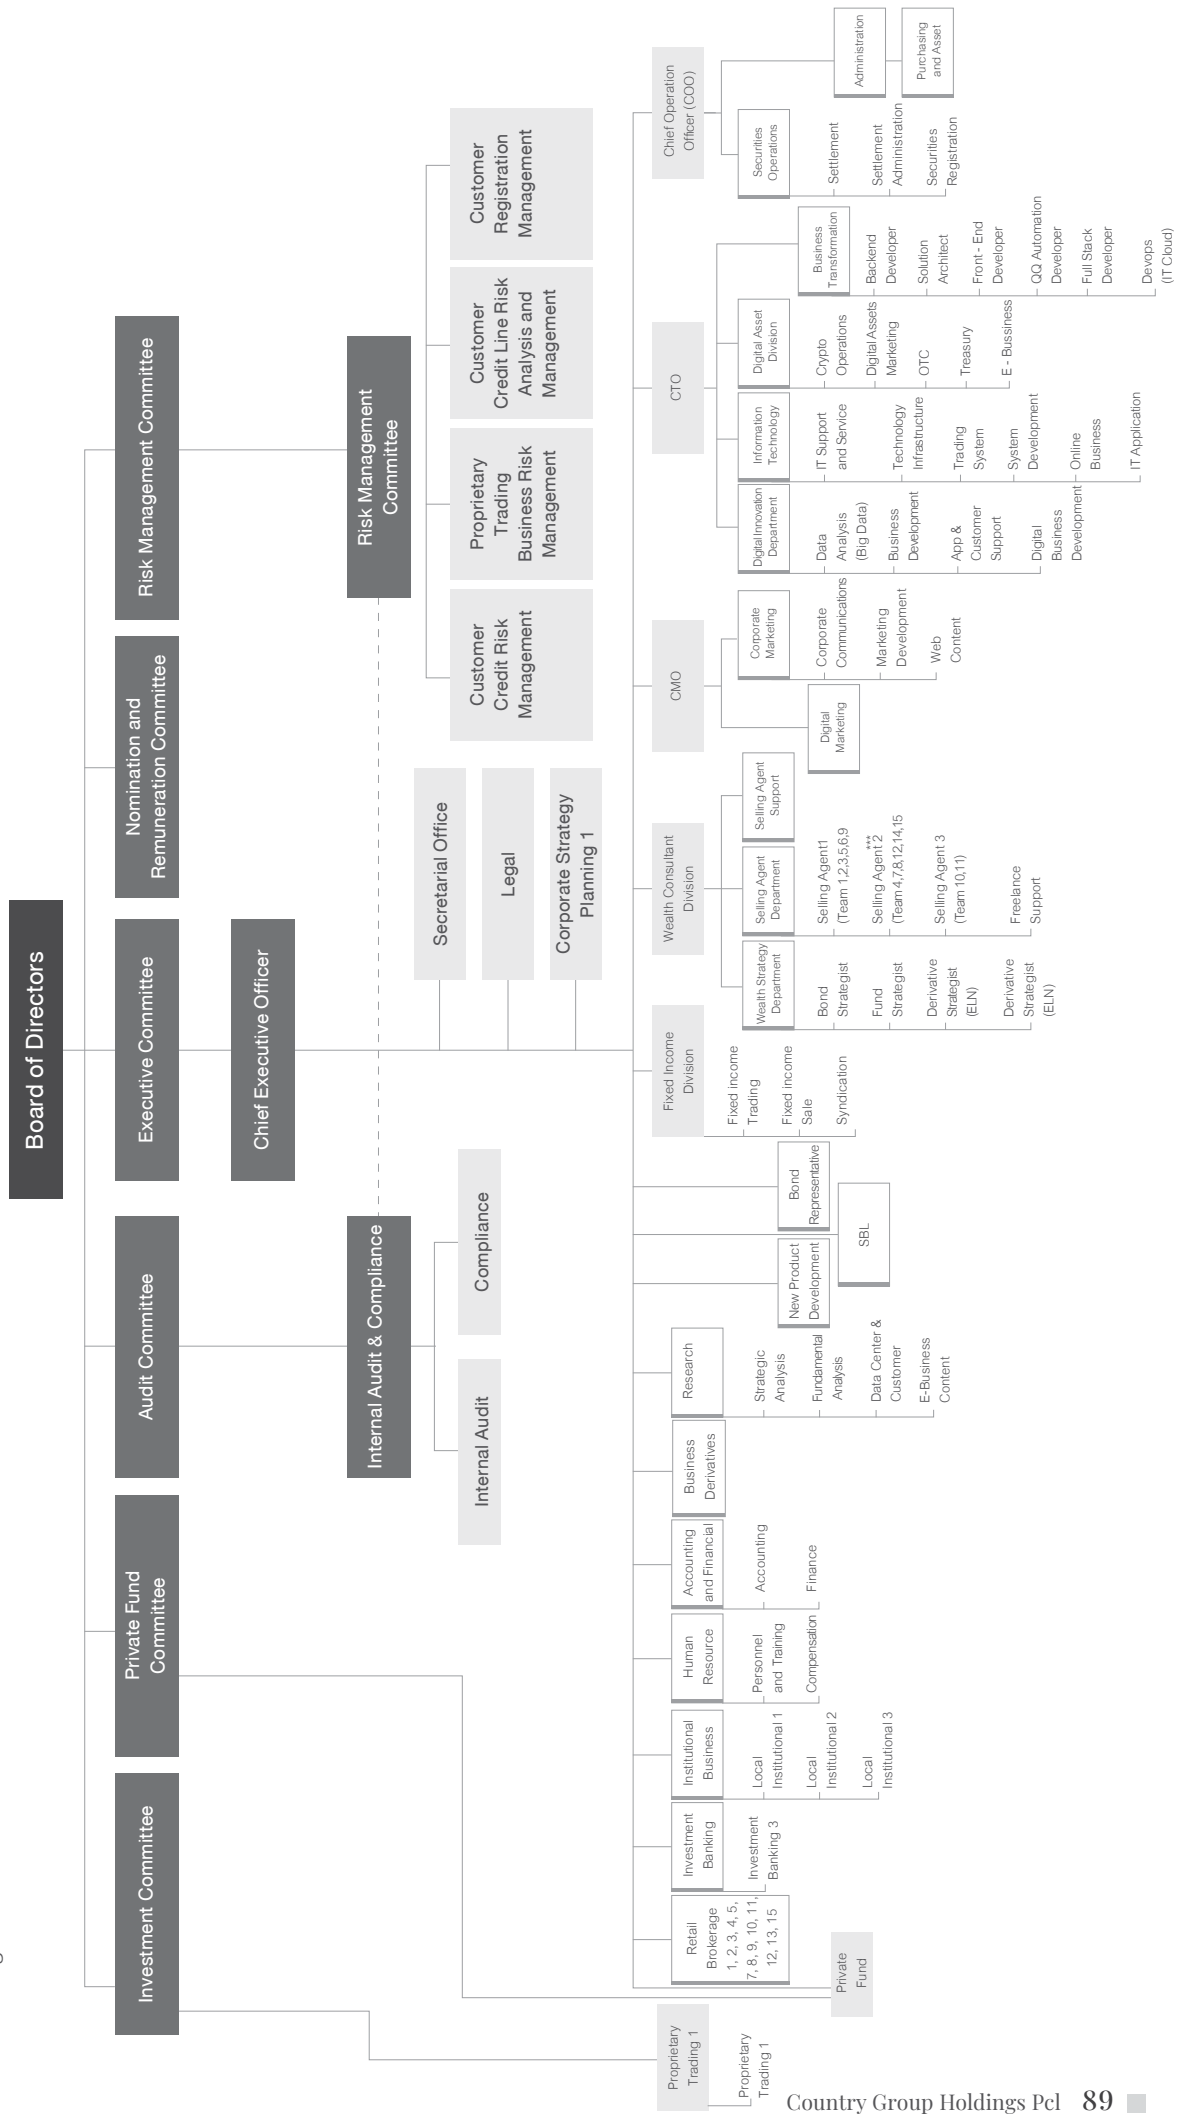 Board of Directors
Investment Committee
Private Fund
Committee
Audit Committee
Executive Committee
Nomination and
Remuneration Committee
Risk Management Committee
Chief Executive Officer
Internal Audit & Compliance
Risk Management
Committee
Internal Audit
Compliance
Secretarial Office
Legal
Corporate Strategy
Planning 1
Customer
Credit Risk
Management
Proprietary
Trading
Business Risk
Management
Customer
Credit Line Risk
Analysis and
Management
Customer
Registration
Management
Proprietary
Trading 1
Proprietary
Trading 1
Private
Fund
Retail
Brokerage
1, 2, 3, 4, 5,
7, 8, 9, 10, 11,
12, 13, 15
Investment
Banking
Investment
Banking 3
Institutional
Business
Local
Institutional 1
Local
Institutional 2
Local
Institutional 3
Human
Resource
Personnel
and Training
Compensation
Accounting
and Financial
Accounting
Finance
Business
Derivatives
Research
Strategic
Analysis
Fundamental
Analysis
Data Center &
Customer
E-Business
Content
New Product
Development
SBL
Bond
Representative
Fixed Income
Division
Fixed income
Trading
Fixed income
Sale
Syndication
Wealth Consultant
Division
Wealth Strategy
Department
Bond
Strategist
Fund
Strategist
Derivative
Strategist
(ELN)
Derivative
Strategist
(ELN)
Selling Agent
Department
Selling Agent1
(Team 1,2,3,5,6,9
***
Selling Agent 2
(Team 4,7,8,12,14,15
Selling Agent 3
(Team 10,11)
Freelance
Support
Selling Agent
Support
CMO
Digital
Marketing
Corporate
Marketing
Corporate
Communications
Marketing
Development
Web
Content
CTO
Digital Innovation
Department
Data
Analysis
(Big Data)
Business
Development
App &
Customer
Support
Digital
Business
Development
Information
Technology
IT Support
and Service
Technology
Infrastructure
Trading
System
System
Development
Online
Business
IT Application
Digital Asset
Division
Crypto
Operations
Digital Assets
Marketing
OTC
Treasury
E - Bussiness
Business
Transformation
Backend
Developer
Solution
Architect
Front - End
Developer
QQ Automation
Developer
Full Stack
Developer
Devops
(IT Cloud)
Chief Operation
Officer (COO)
Securities
Operations
Settlement
Settlement
Administration
Securities
Registration
Administration
Purchasing
and Asset
Country Group Holdings Pcl 89